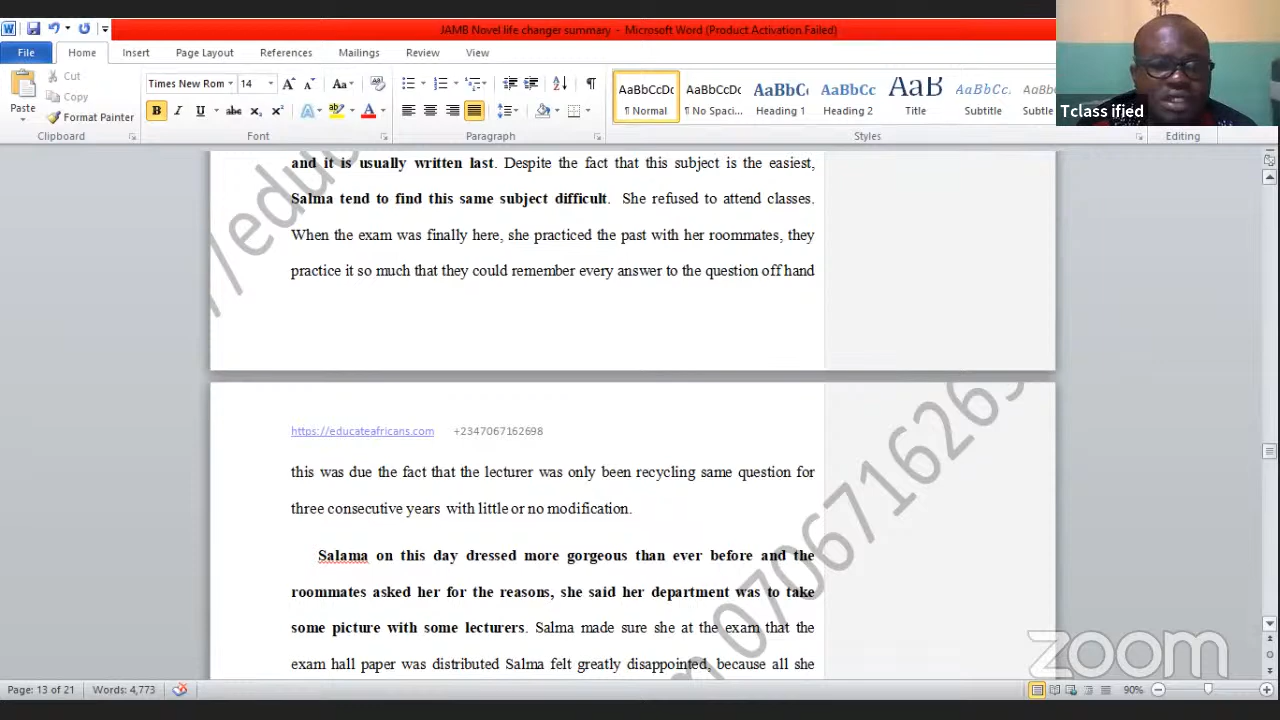 JAMB Novel life changer summary - Microsoft Word (Product Activation Failed)
File Home Insert Page Layout References Mailings Review View
Cut
Copy
Format Painter
Paste
Times New Rom 14
AaBbCcDc AaBbCcDc AaBbCc AaBbCc AaB AaBbCc.
¶ Normal ¶ No Spaci... Heading 1 Heading 2 Title Subtitle Subtle
Clipboard Font Paragraph Styles Editing
Tclassified
and it is usually written last. Despite the fact that this subject is the easiest,
Salma tend to find this same subject difficult. She refused to attend classes.
When the exam was finally here, she practiced the past with her roommates, they
practice it so much that they could remember every answer to the question off hand
https://educateafricans.com +2347067162698
this was due the fact that the lecturer was only been recycling same question for
three consecutive years with little or no modification.
Salama on this day dressed more gorgeous than ever before and the
roommates asked her for the reasons, she said her department was to take
some picture with some lecturers. Salma made sure she at the exam that the
exam hall paper was distributed Salma felt greatly disappointed, because all she
zoom
Page: 13 of 21 Words: 4,773 90%